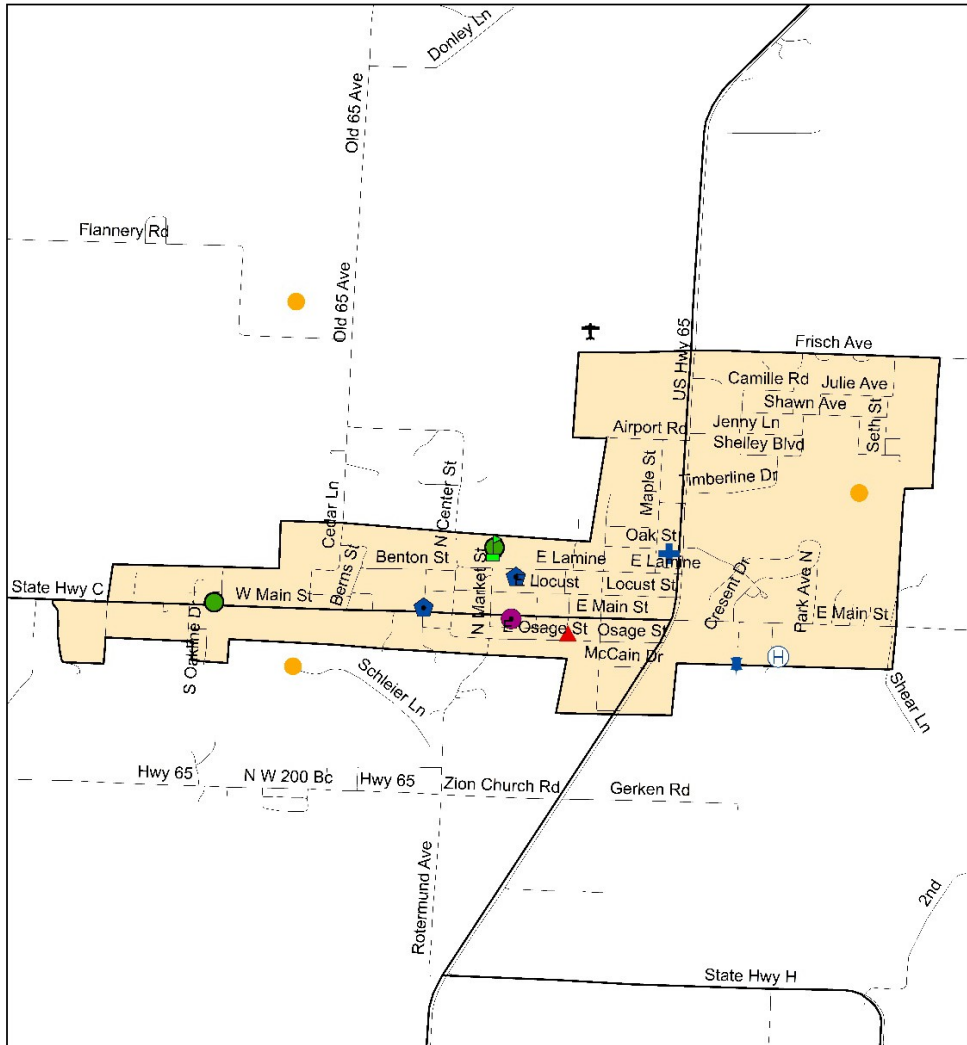 Donley Ln
Old 65 Ave
Flannery Rd
Old 65 Ave
US Hwy 65
Frisch Ave
Camille Rd
Julie Ave
Shawn Ave
Seth St
Airport Rd
Jenny Ln
Shelley Blvd
Maple St
Timberline Dr
N Center St
Cedar Ln
Oak St
Benton St
E Lamine
E Lamine
Berns St
N Market St
E Locust
Locust St
Cresent Dr
Park Ave N
State Hwy C
W Main St
E Main St
E Main St
S Oakline Dr
E Osage St
Osage St
McCain Dr
H
Schleier Ln
Shear Ln
Hwy 65
N W 200 Bc
Hwy 65
Zion Church Rd
Gerken Rd
Rotermund Ave
2nd
State Hwy H